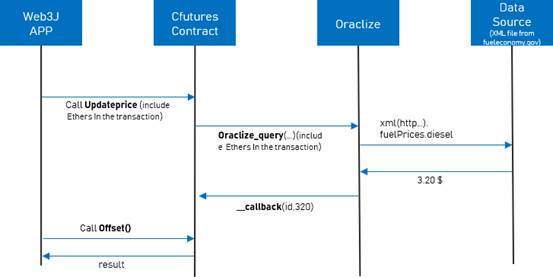 Web3J
APP
Cfutures
Contract
Oraclize
Data
Source
(XML file from
fueleconomy.gov)
Call Updateprice (include
Ethers In the transaction)
Oraclize_query(...)(includ
e Ethers In the transaction)
xml(http...).
fuelPrices.diesel
3.20 $
__callback(id,320)
Call Offset()
result